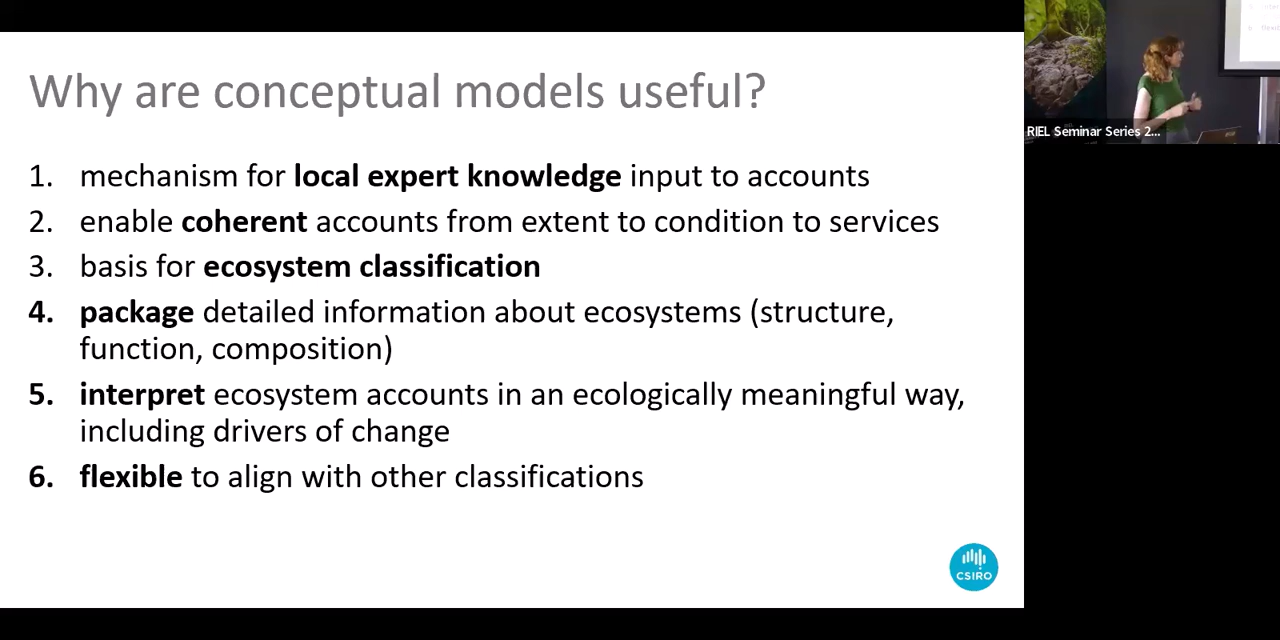 Why are conceptual models useful?
1. mechanism for local expert knowledge input to accounts
2. enable coherent accounts from extent to condition to services
3. basis for ecosystem classification
4. package detailed information about ecosystems (structure,
function, composition)
5. interpret ecosystem accounts in an ecologically meaningful way,
including drivers of change
6. flexible to align with other classifications
CSIRO
RIEL Seminar Series 2...